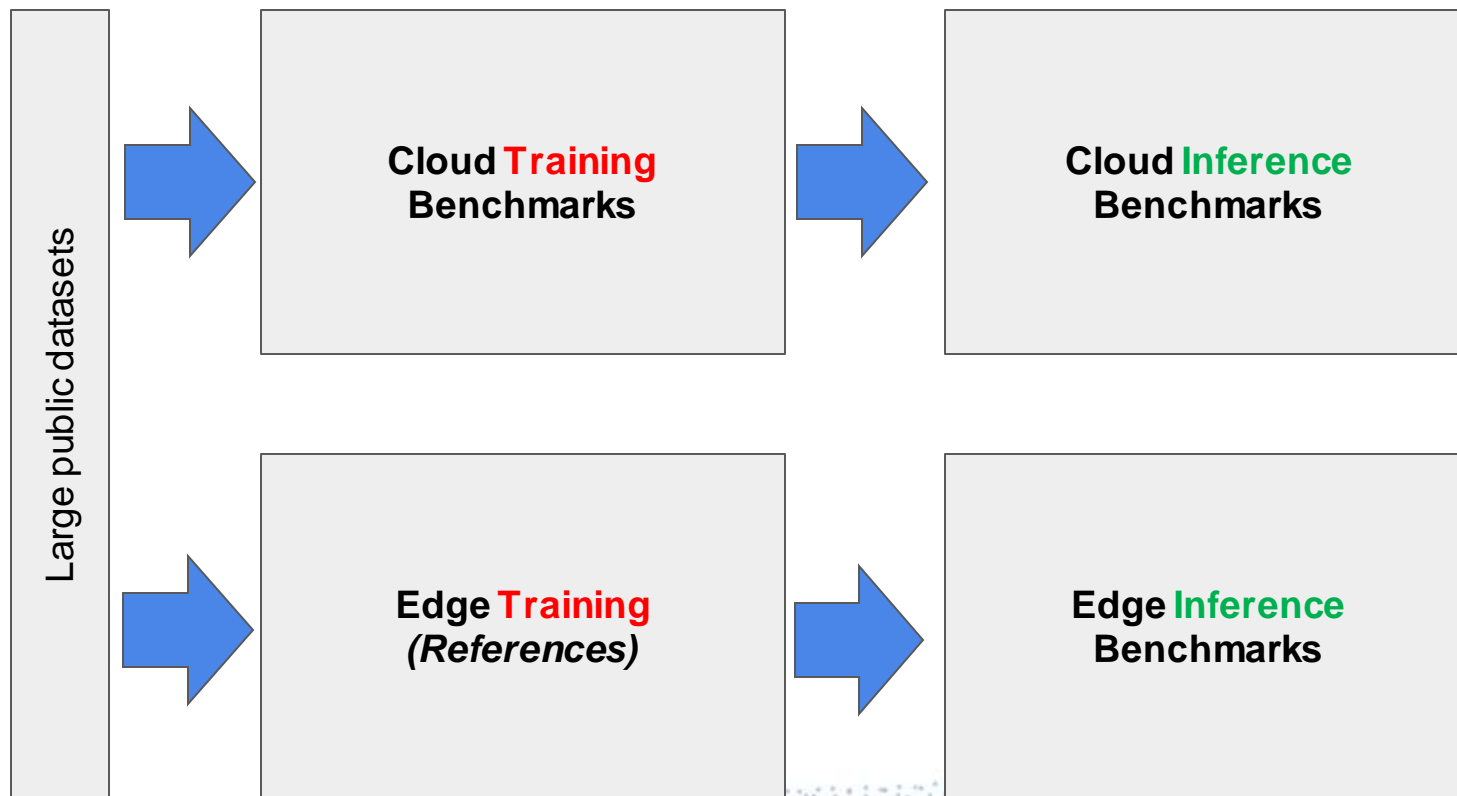 Large public datasets
Cloud Training
Benchmarks
Cloud Inference
Benchmarks
Edge Training
(References)
Edge Inference
Benchmarks